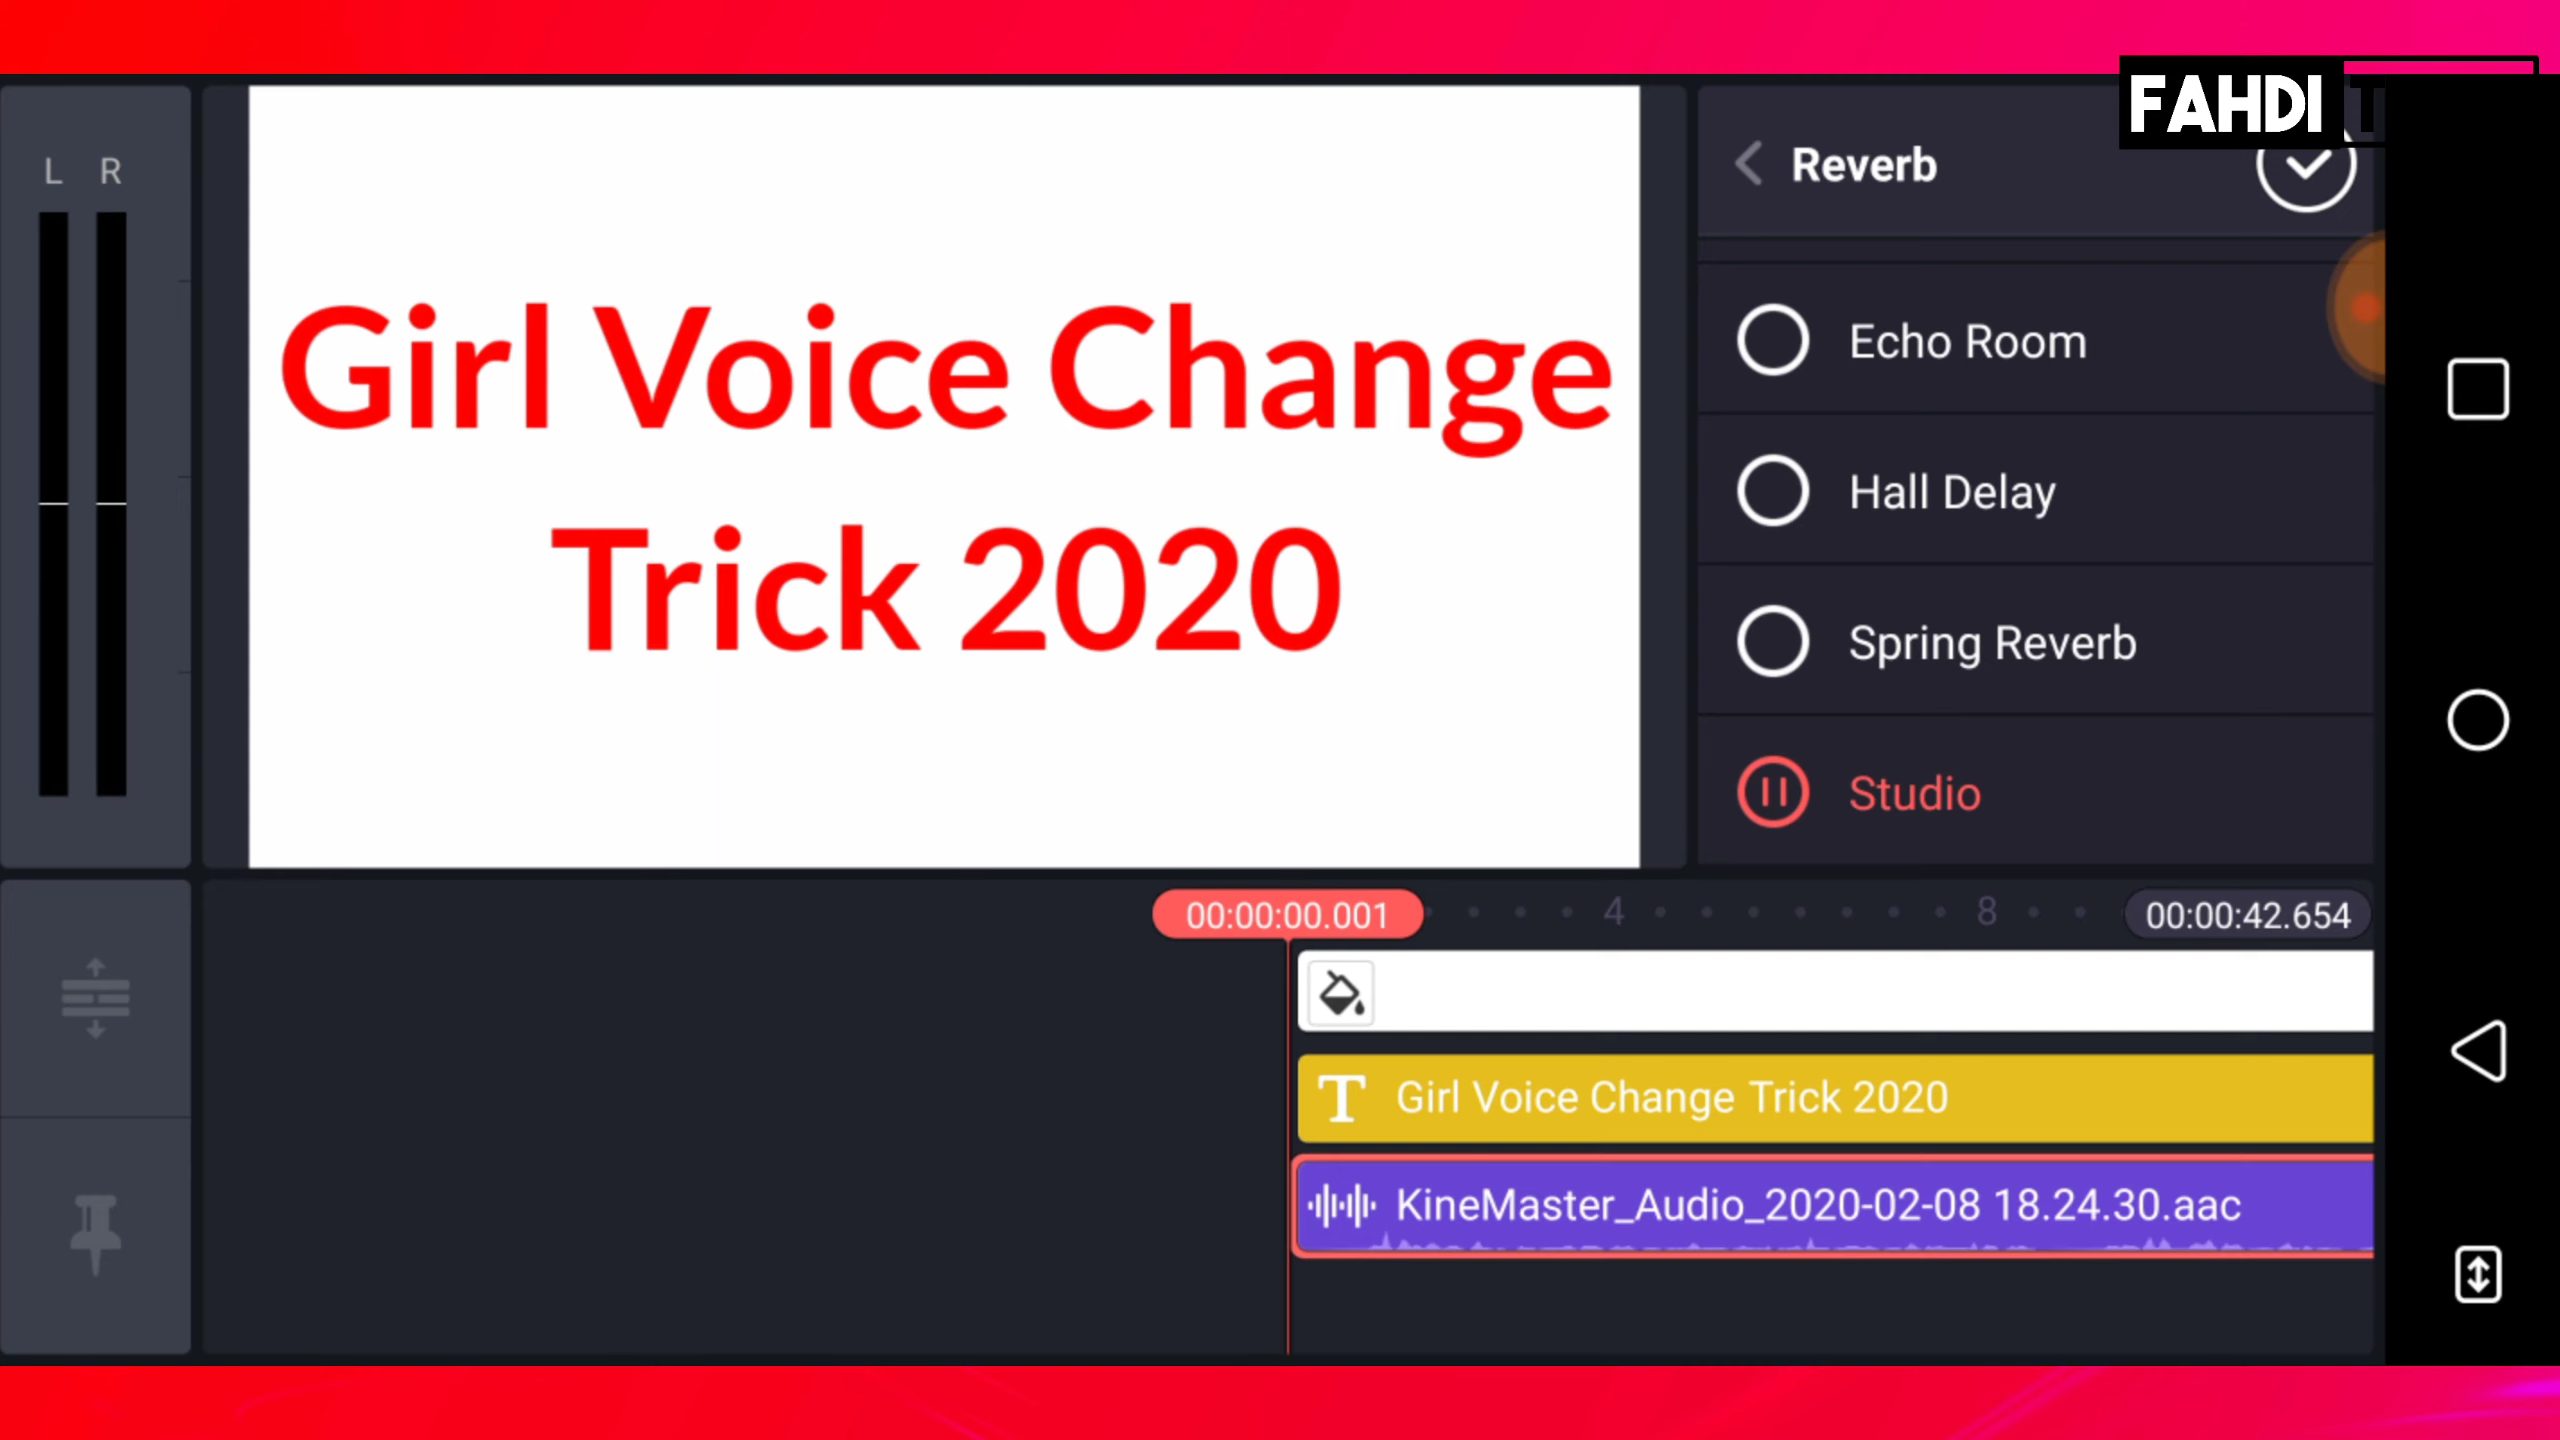 FAHDI T
L R
Girl Voice Change
Trick 2020
Reverb
Echo Room
Hall Delay
Spring Reverb
Studio
00:00:00.001
4
8
00:00:42.654
T Girl Voice Change Trick 2020
KineMaster_Audio_2020-02-08 18.24.30.aac